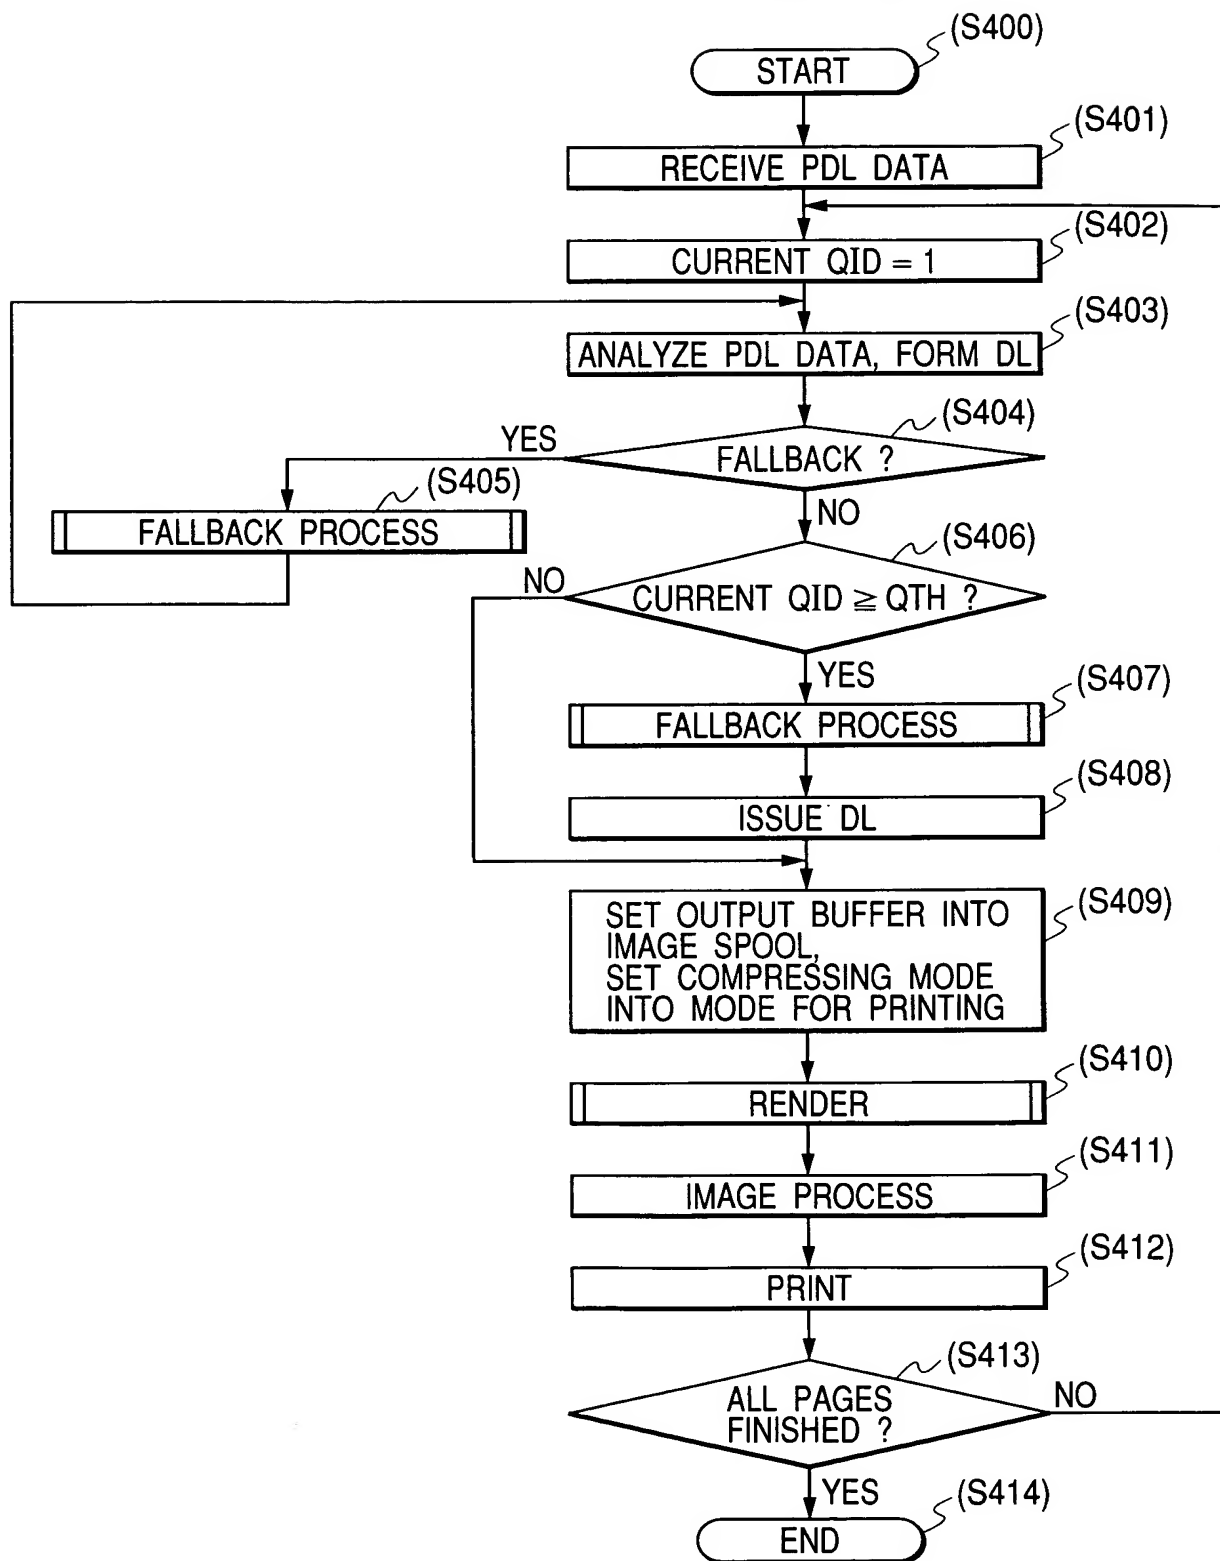 (S400)
START
(S401)
RECEIVE PDL DATA
(S402)
CURRENT QID = 1
(S403)
ANALYZE PDL DATA, FORM DL
(S404)
YES
FALLBACK ?
(S405)
NO
FALLBACK PROCESS
(S406)
NO
CURRENT QID ≧ QTH ?
YES
(S407)
FALLBACK PROCESS
(S408)
ISSUE DL
(S409)
SET OUTPUT BUFFER INTO
IMAGE SPOOL,
SET COMPRESSING MODE
INTO MODE FOR PRINTING
(S410)
RENDER
(S411)
IMAGE PROCESS
(S412)
PRINT
(S413)
ALL PAGES
FINISHED ?
NO
YES
(S414)
END